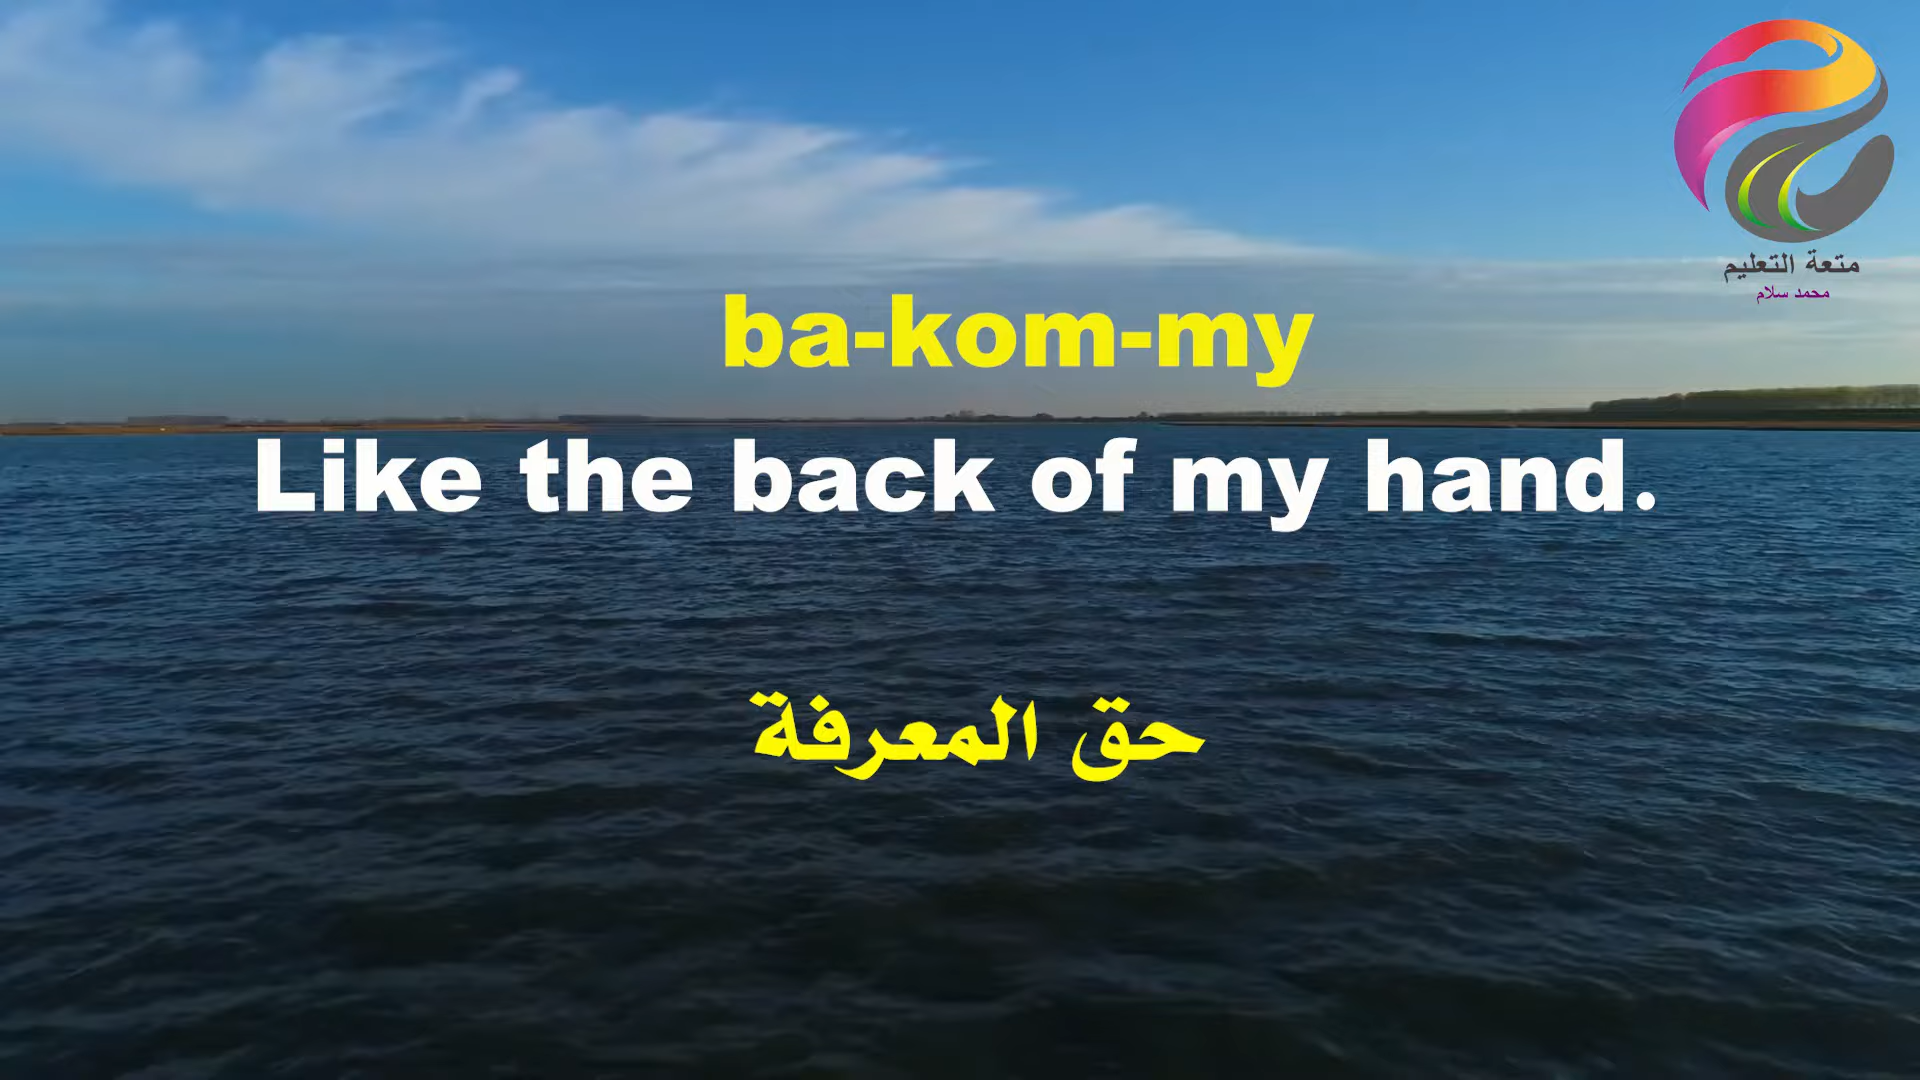 متعة التعليم
محمد سلام
ba-kom-my
Like the back of my hand.
حق المعرفة